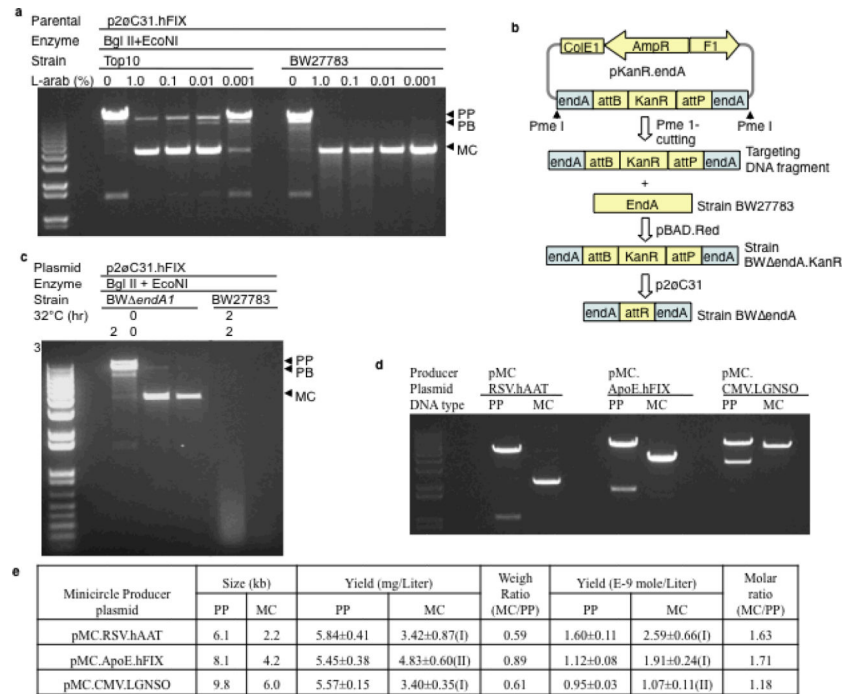 a
Parental p2øC31.hFIX
Enzyme Bgl II+EcoNI
Strain Top10 BW27783
L-arab (%) 0 1.0 0.1 0.01 0.001 0 1.0 0.1 0.01 0.001
PP
PB
MC
b
ColE1 AmpR F1
pKanR.endA
endA attB KanR attP endA
Pme I Pme 1- Pme I
cutting
endA attB KanR attP endA Targeting
DNA fragment
+
EndA Strain BW27783
pBAD.Red
endA attB KanR attP endA Strain
BWΔendA.KanR
p2øC31
endA attR endA Strain BWΔendA
c
Plasmid p2øC31.hFIX
Enzyme Bgl II + EcoNI
Strain BWΔendA1 BW27783
32°C (hr) 0 2
2 0 2
3
PP
PB
MC
d
Producer pMC pMC. pMC.
Plasmid RSV.hAAT ApoE.hFIX CMV.LGNSO
DNA type PP MC PP MC PP MC
e
Minicircle Producer plasmid Size (kb) Yield (mg/Liter) Weigh Ratio (MC/PP) Yield (E-9 mole/Liter) Molar ratio (MC/PP)
PP MC PP MC PP MC
pMC.RSV.hAAT 6.1 2.2 5.84±0.41 3.42±0.87(I) 0.59 1.60±0.11 2.59±0.66(I) 1.63
pMC.ApoE.hFIX 8.1 4.2 5.45±0.38 4.83±0.60(II) 0.89 1.12±0.08 1.91±0.24(I) 1.71
pMC.CMV.LGNSO 9.8 6.0 5.57±0.15 3.40±0.35(I) 0.61 0.95±0.03 1.07±0.11(II) 1.18